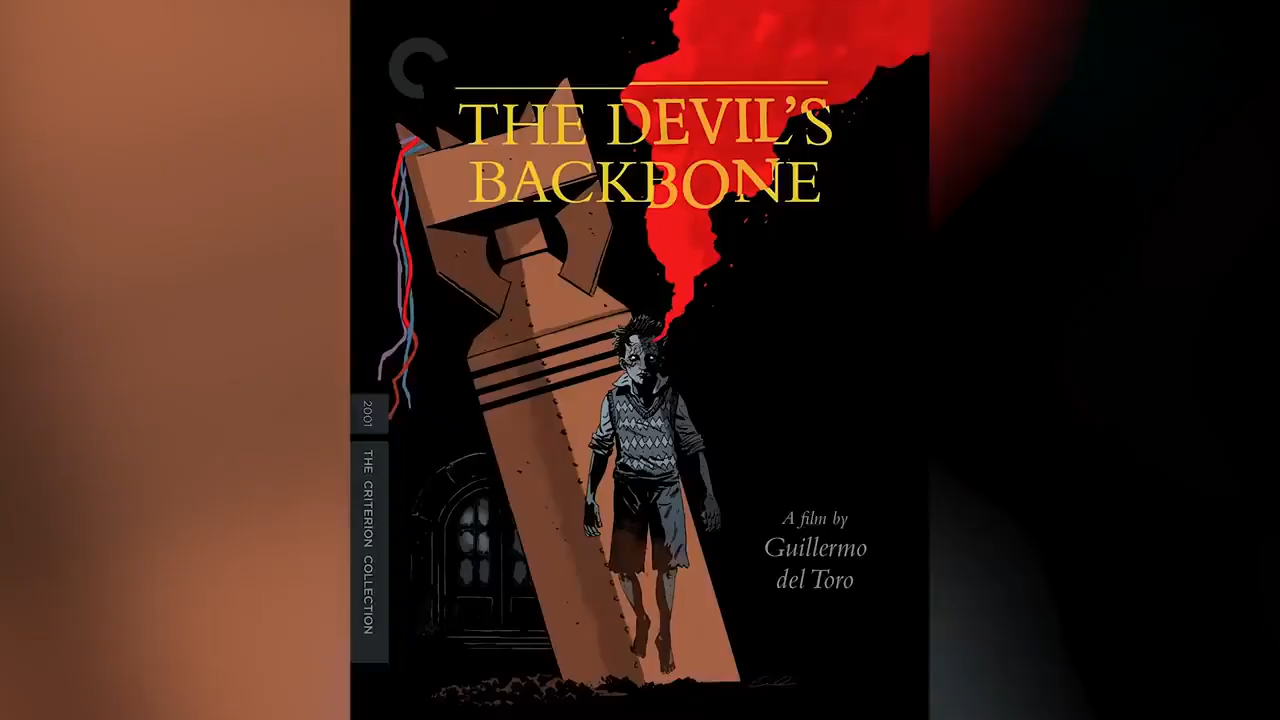 THE DEVIL'S
BACKBONE
2001
THE CRITERION COLLECTION
A film by
Guillermo
del Toro